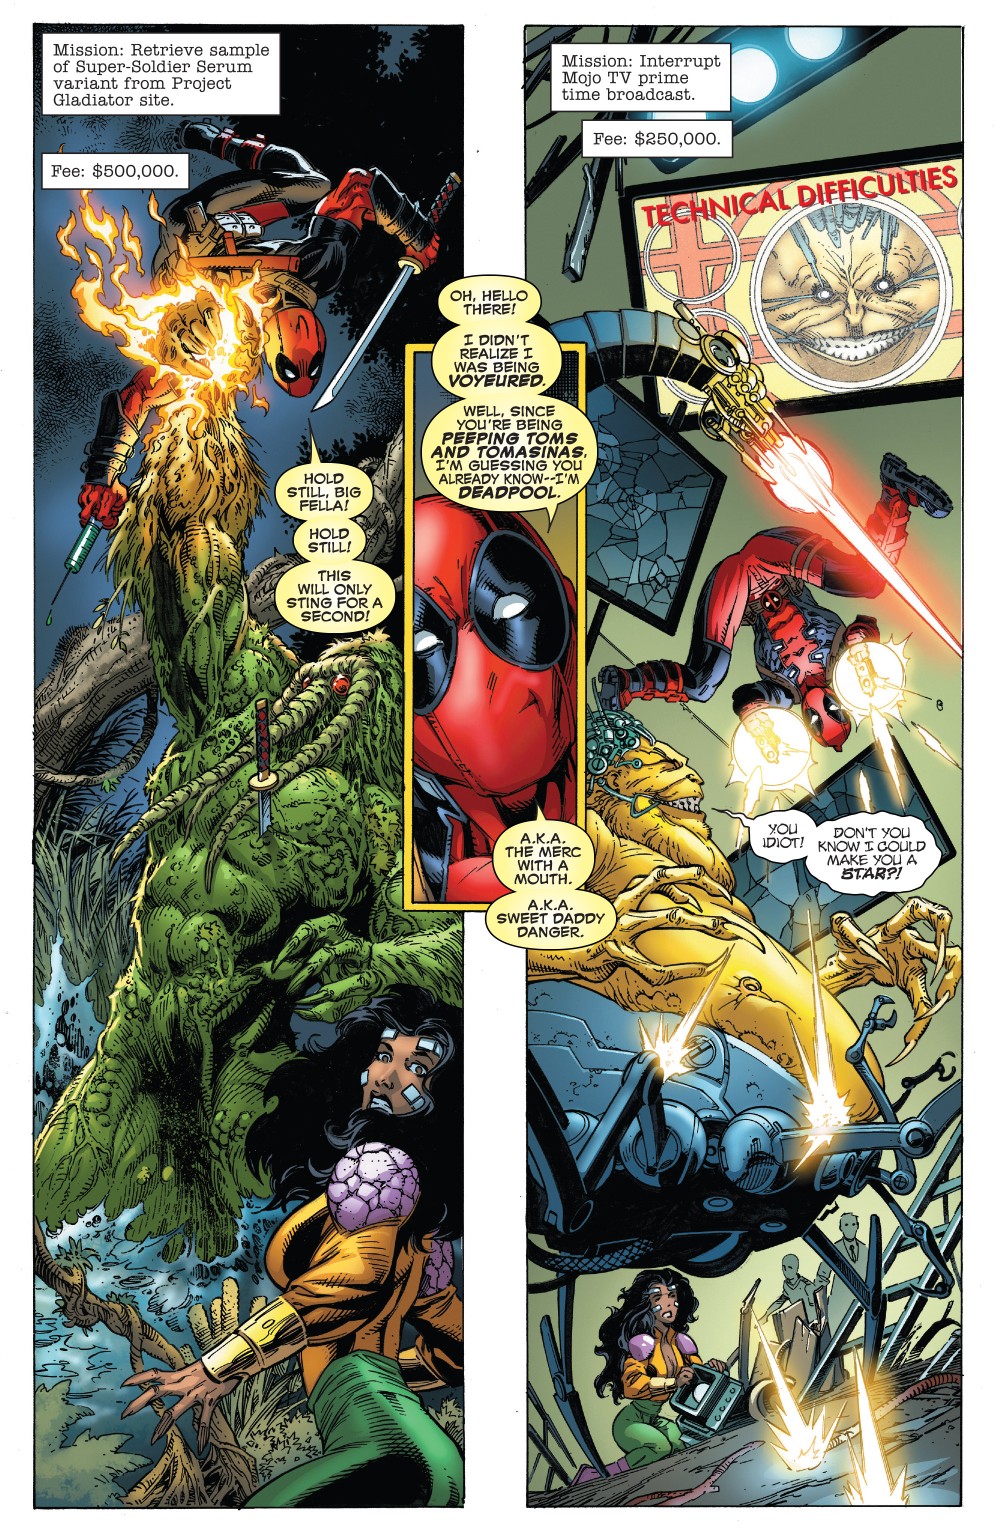 Mission: Retrieve sample
of Super-Soldier Serum
variant from Project
Gladiator site.
Fee: $500,000.
HOLD
STILL, BIG
FELLA!
HOLD
STILL!
THIS
WILL ONLY
STING FOR A
SECOND!
OH, HELLO
THERE!
I DIDN'T
REALIZE I
WAS BEING
VOYEURED.
WELL, SINCE
YOU'RE BEING
PEEPING TOMS
AND TOMASINAS,
I'M GUESSING YOU
ALREADY KNOW--I'M
DEADPOOL.
A.K.A.
THE MERC
WITH A
MOUTH.
A.K.A.
SWEET DADDY
DANGER.
Mission: Interrupt
Mojo TV prime
time broadcast.
Fee: $250,000.
TECHNICAL DIFFICULTIES
YOU
IDIOT!
DON'T YOU
KNOW I COULD
MAKE YOU A
STAR?!